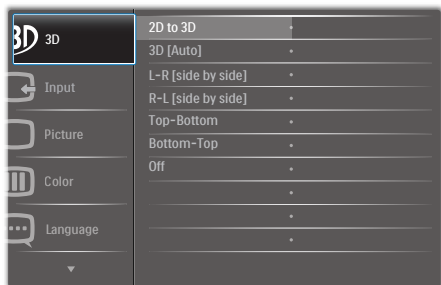 3D 3D
Input
Picture
Color
Language
2D to 3D
3D [Auto]
L-R [side by side]
R-L [side by side]
Top-Bottom
Bottom-Top
Off